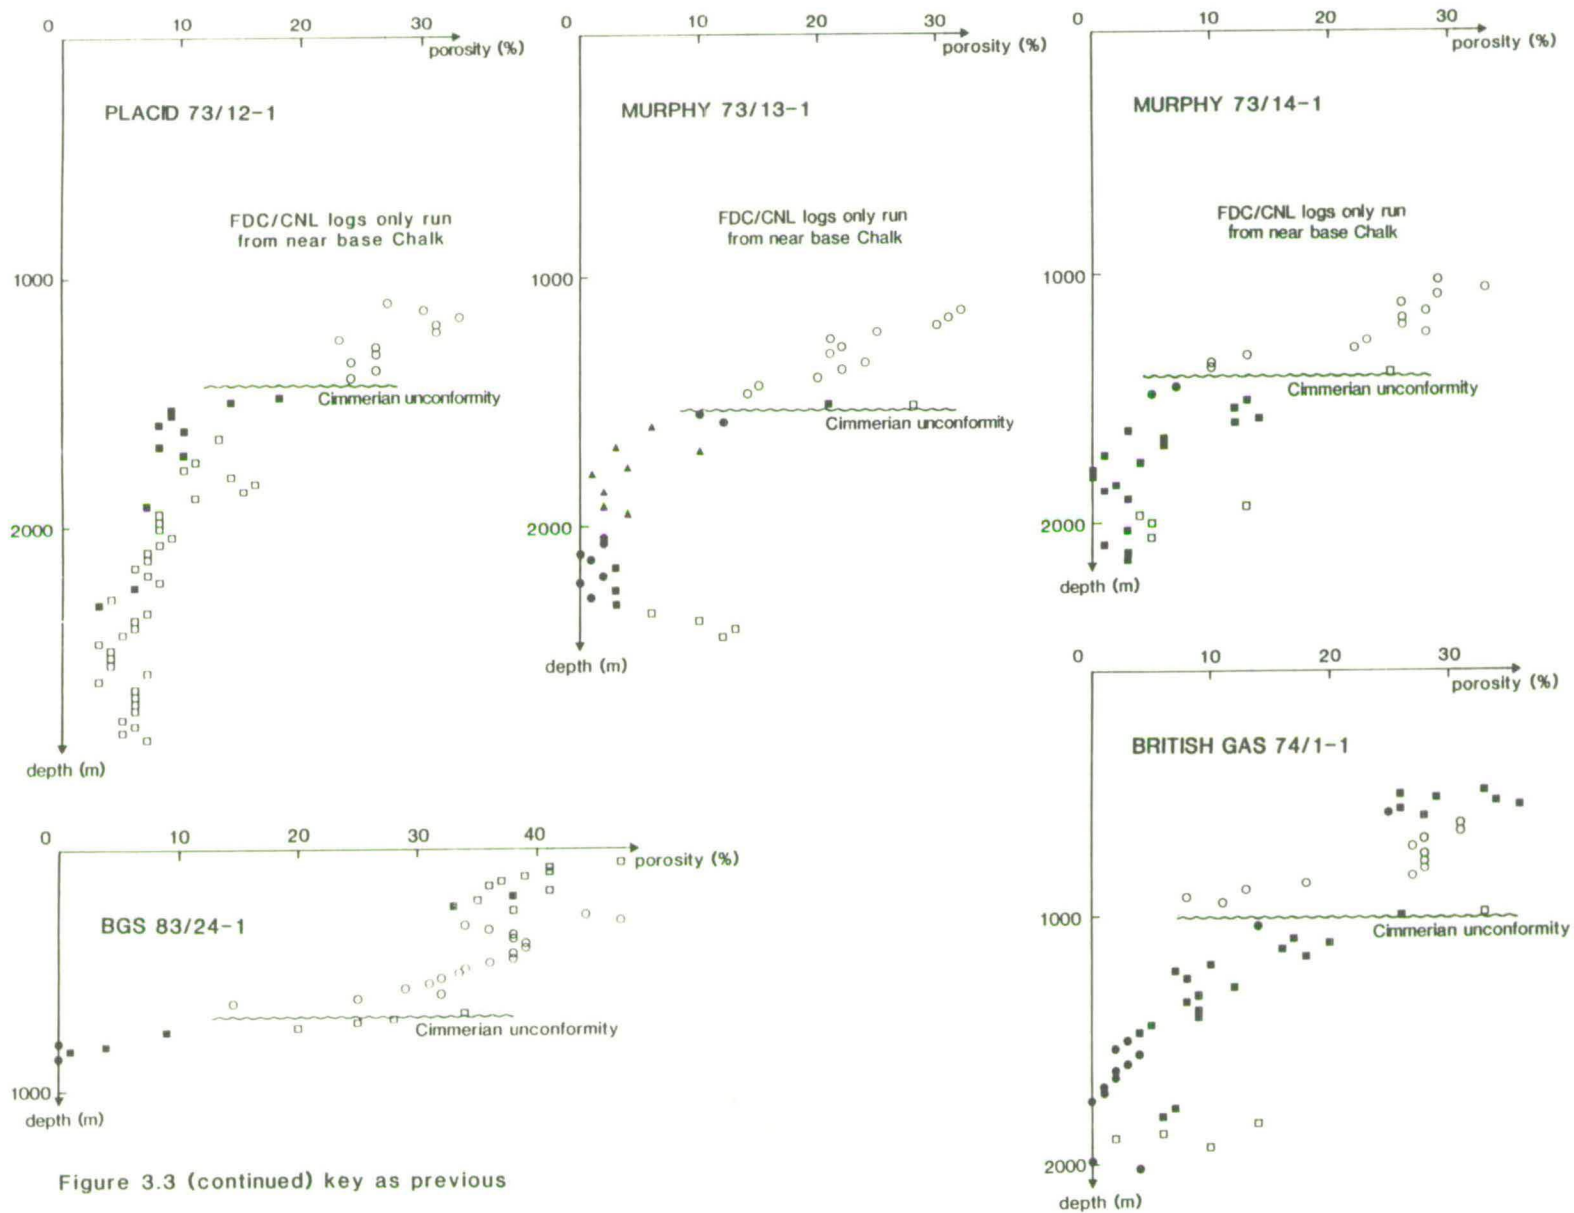 0 10 20 30
porosity (%)
PLACID 73/12-1
FDC/CNL logs only run
from near base Chalk
1000
Cimmerian unconformity
2000
depth (m)
0 10 20 30
porosity (%)
MURPHY 73/13-1
FDC/CNL logs only run
from near base Chalk
1000
Cimmerian unconformity
2000
depth (m)
0 10 20 30
porosity (%)
MURPHY 73/14-1
FDC/CNL logs only run
from near base Chalk
1000
Cimmerian unconformity
2000
depth (m)
0 10 20 30 40
porosity (%)
BGS 83/24-1
Cimmerian unconformity
1000
depth (m)
0 10 20 30
porosity (%)
BRITISH GAS 74/1-1
1000
Cimmerian unconformity
2000
depth (m)
Figure 3.3 (continued) key as previous